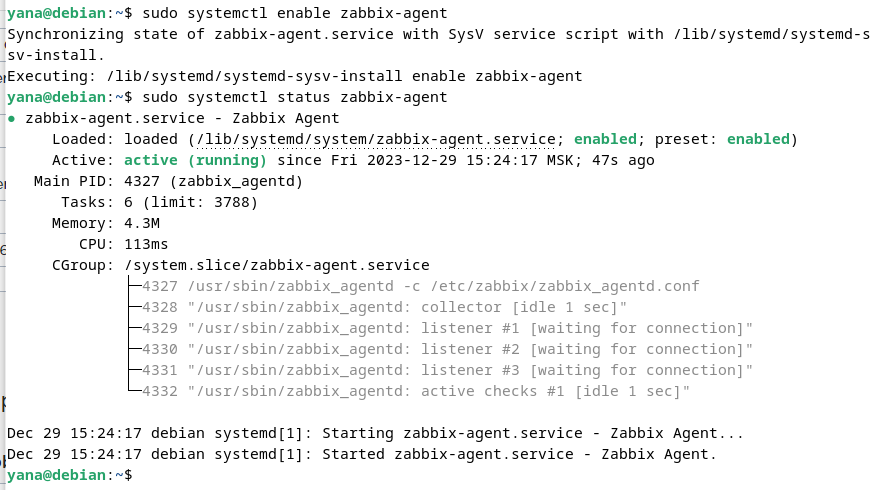 yana@debian:~$ sudo systemctl enable zabbix-agent
Synchronizing state of zabbix-agent.service with SysV service script with /lib/systemd/systemd-s
sv-install.
Executing: /lib/systemd/systemd-sysv-install enable zabbix-agent
yana@debian:~$ sudo systemctl status zabbix-agent
● zabbix-agent.service - Zabbix Agent
     Loaded: loaded (/lib/systemd/system/zabbix-agent.service; enabled; preset: enabled)
     Active: active (running) since Fri 2023-12-29 15:24:17 MSK; 47s ago
   Main PID: 4327 (zabbix_agentd)
      Tasks: 6 (limit: 3788)
     Memory: 4.3M
        CPU: 113ms
     CGroup: /system.slice/zabbix-agent.service
             ├─4327 /usr/sbin/zabbix_agentd -c /etc/zabbix/zabbix_agentd.conf
             ├─4328 "/usr/sbin/zabbix_agentd: collector [idle 1 sec]"
             ├─4329 "/usr/sbin/zabbix_agentd: listener #1 [waiting for connection]"
             ├─4330 "/usr/sbin/zabbix_agentd: listener #2 [waiting for connection]"
             ├─4331 "/usr/sbin/zabbix_agentd: listener #3 [waiting for connection]"
             └─4332 "/usr/sbin/zabbix_agentd: active checks #1 [idle 1 sec]"

Dec 29 15:24:17 debian systemd[1]: Starting zabbix-agent.service - Zabbix Agent...
Dec 29 15:24:17 debian systemd[1]: Started zabbix-agent.service - Zabbix Agent.
yana@debian:~$